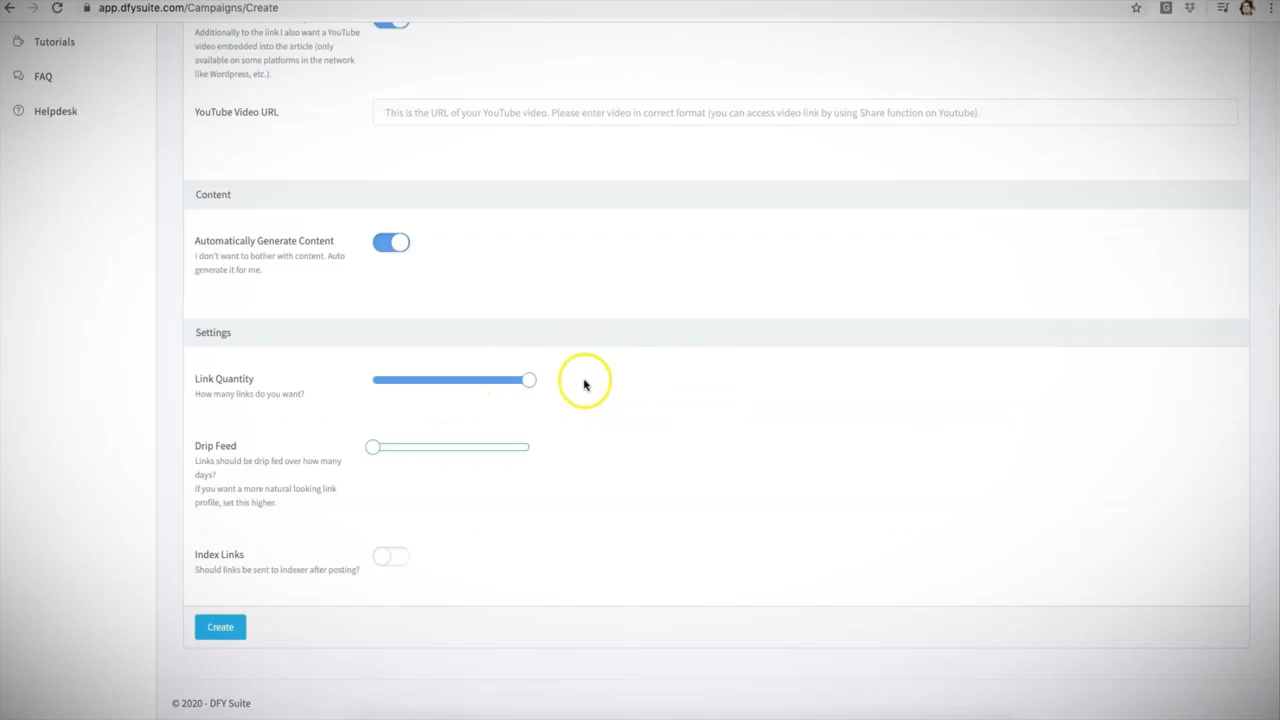 app.dfysuite.com/Campaigns/Create
Tutorials
FAQ
Helpdesk
Additionally to the link I also want a YouTube
video embedded into the article (only
available on some platforms in the network
like Wordpress, etc.).
YouTube Video URL
This is the URL of your YouTube video. Please enter video in correct format (you can access video link by using Share function on Youtube).
Content
Automatically Generate Content
I don't want to bother with content. Auto
generate it for me.
Settings
Link Quantity
How many links do you want?
Drip Feed
Links should be drip fed over how many
days?
If you want a more natural looking link
profile, set this higher.
Index Links
Should links be sent to indexer after posting?
Create
© 2020 - DFY Suite